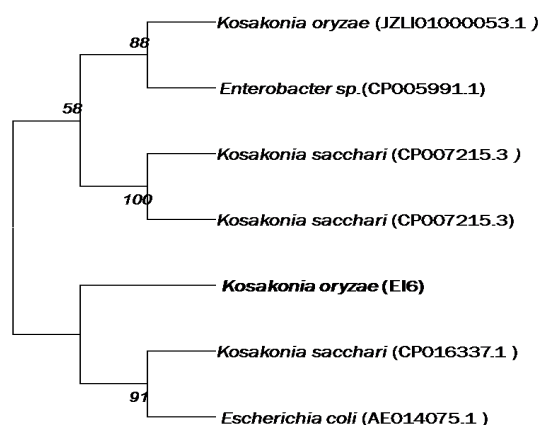 Kosakonia oryzae (JZLI01000053.1 )
88
Enterobacter sp.(CP005991.1)
58
Kosakonia sacchari (CP007215.3 )
100
Kosakonia sacchari (CP007215.3)
Kosakonia oryzae (EI6)
Kosakonia sacchari (CP016337.1 )
91
Escherichia coli (AE014075.1 )